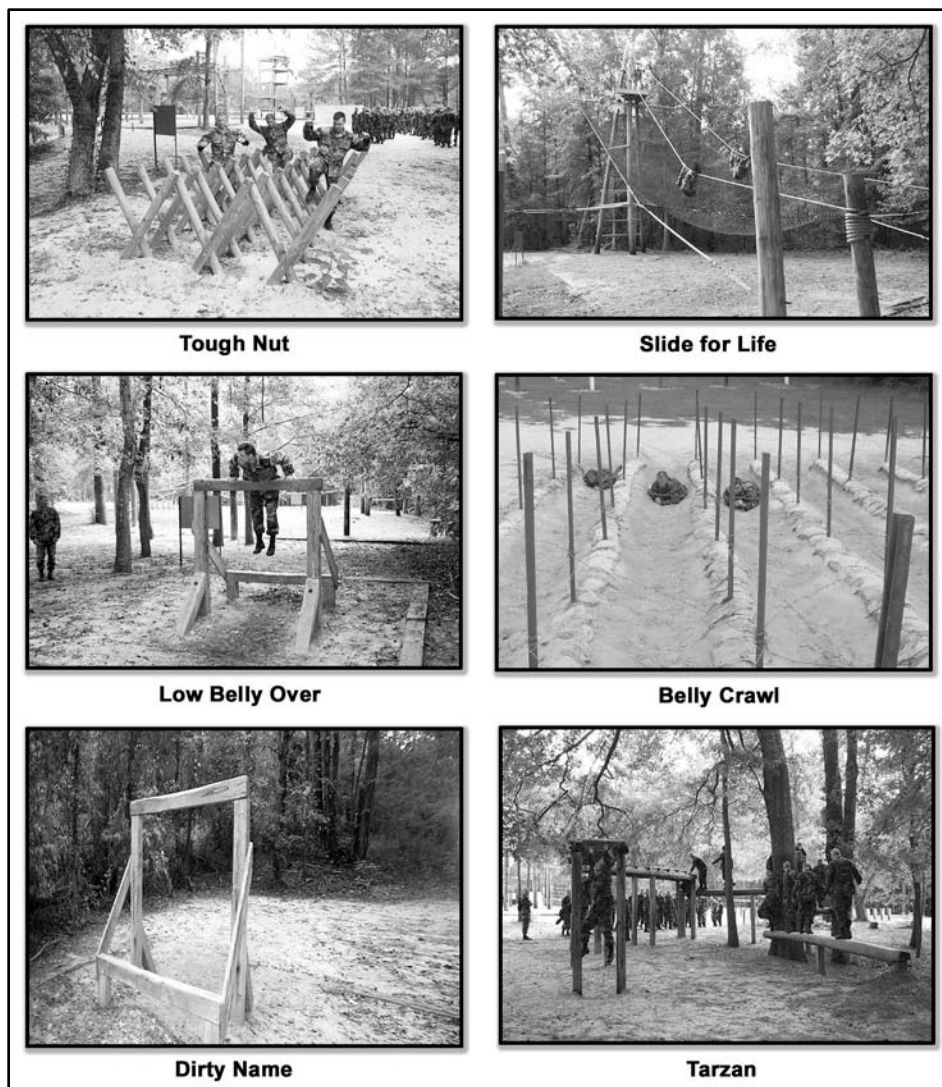 Tough Nut
Slide for Life
Low Belly Over
Belly Crawl
Dirty Name
Tarzan